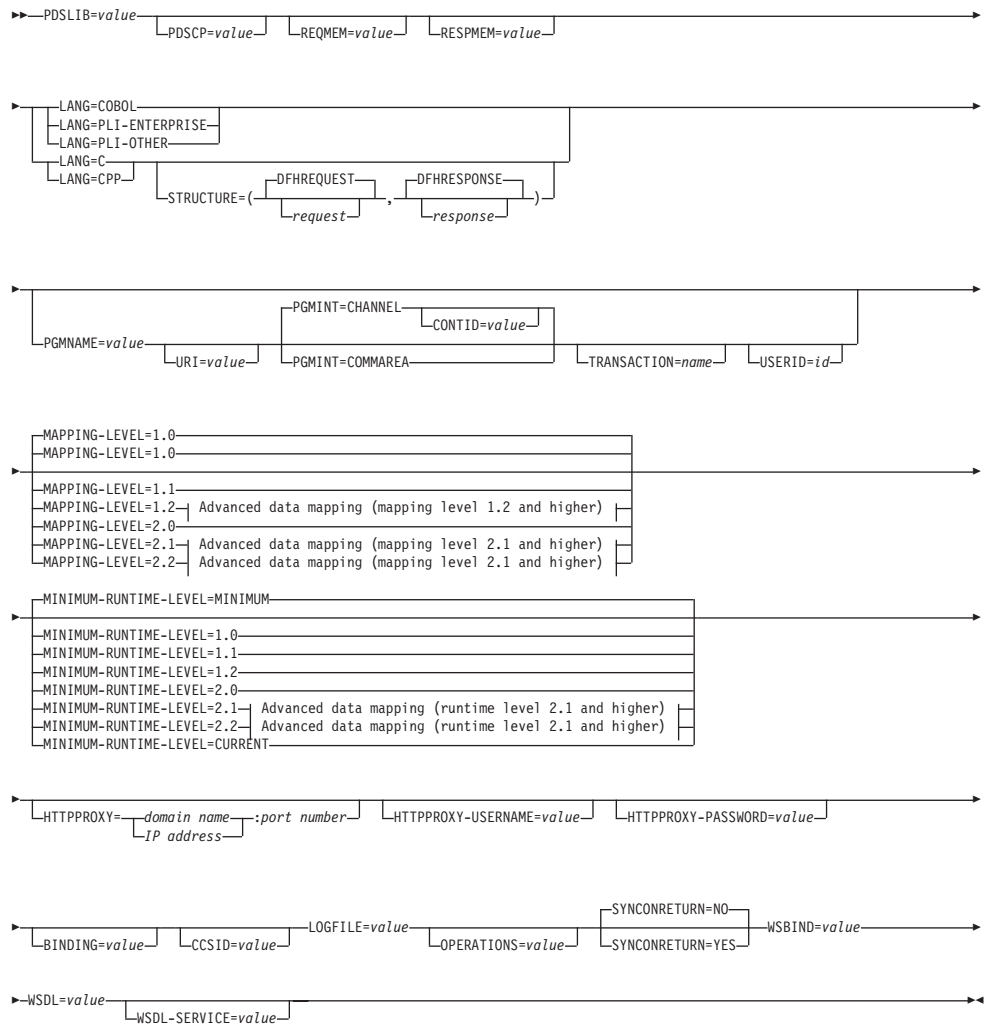 PDSLIB=value
PDSCP=value REQMEM=value RESPMEM=value
LANG=COBOL
LANG=PLI-ENTERPRISE
LANG=PLI-OTHER
LANG=C
LANG=CPP DFHREQUEST DFHRESPONSE
STRUCTURE=( , )
request response
PGMINT=CHANNEL
CONTID=value
PGMNAME=value
URI=value PGMINT=COMMAREA TRANSACTION=name USERID=id
MAPPING-LEVEL=1.0
MAPPING-LEVEL=1.0
MAPPING-LEVEL=1.1
MAPPING-LEVEL=1.2 Advanced data mapping (mapping level 1.2 and higher)
MAPPING-LEVEL=2.0
MAPPING-LEVEL=2.1 Advanced data mapping (mapping level 2.1 and higher)
MAPPING-LEVEL=2.2 Advanced data mapping (mapping level 2.1 and higher)
MINIMUM-RUNTIME-LEVEL=MINIMUM
MINIMUM-RUNTIME-LEVEL=1.0
MINIMUM-RUNTIME-LEVEL=1.1
MINIMUM-RUNTIME-LEVEL=1.2
MINIMUM-RUNTIME-LEVEL=2.0
MINIMUM-RUNTIME-LEVEL=2.1 Advanced data mapping (runtime level 2.1 and higher)
MINIMUM-RUNTIME-LEVEL=2.2 Advanced data mapping (runtime level 2.1 and higher)
MINIMUM-RUNTIME-LEVEL=CURRENT
HTTPPROXY= domain name :port number HTTPPROXY-USERNAME=value HTTPPROXY-PASSWORD=value
IP address
SYNCONRETURN=NO
LOGFILE=value WSBIND=value
BINDING=value CCSID=value OPERATIONS=value SYNCONRETURN=YES
WSDL=value
WSDL-SERVICE=value